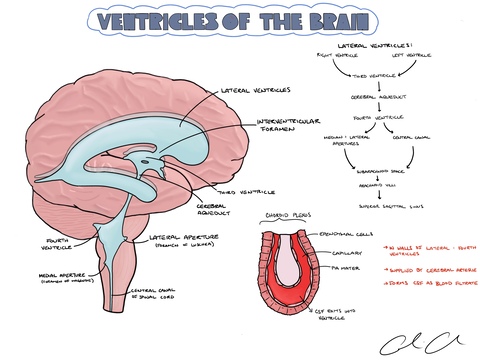 VENTRICLES OF THE BRAIN
LATERAL VENTRICLES:
RIGHT VENTRICLE
LEFT VENTRICLE
THIRD VENTRICLE
CEREBRAL AQUEDUCT
FOURTH VENTRICLE
MEDIAN + LATERAL
APERTURES
CENTRAL CANAL
SUBARACHNOID SPACE
ARACHNOID VILLI
SUPERIOR SAGITTAL SINUS
LATERAL VENTRICLES
INTERVENTRICULAR
FORAMEN
THIRD VENTRICLE
CEREBRAL
AQUEDUCT
FOURTH
VENTRICLE
LATERAL APERTURE
(FORAMEN OF LUSCHKA)
MEDIAL APERTURE
(FORAMEN OF MAGENDIE)
CENTRAL CANAL
OF SPINAL CORD
CHOROID PLEXUS
EPENDYMAL CELLS
CAPILLARY
PIA MATER
CSF EXITS INTO
VENTRICLE
→ IN WALLS OF LATERAL + FOURTH
VENTRICLES
→ SUPPLIED BY CEREBRAL ARTERIE
→ FORMS CSF AS BLOOD FILTRATE